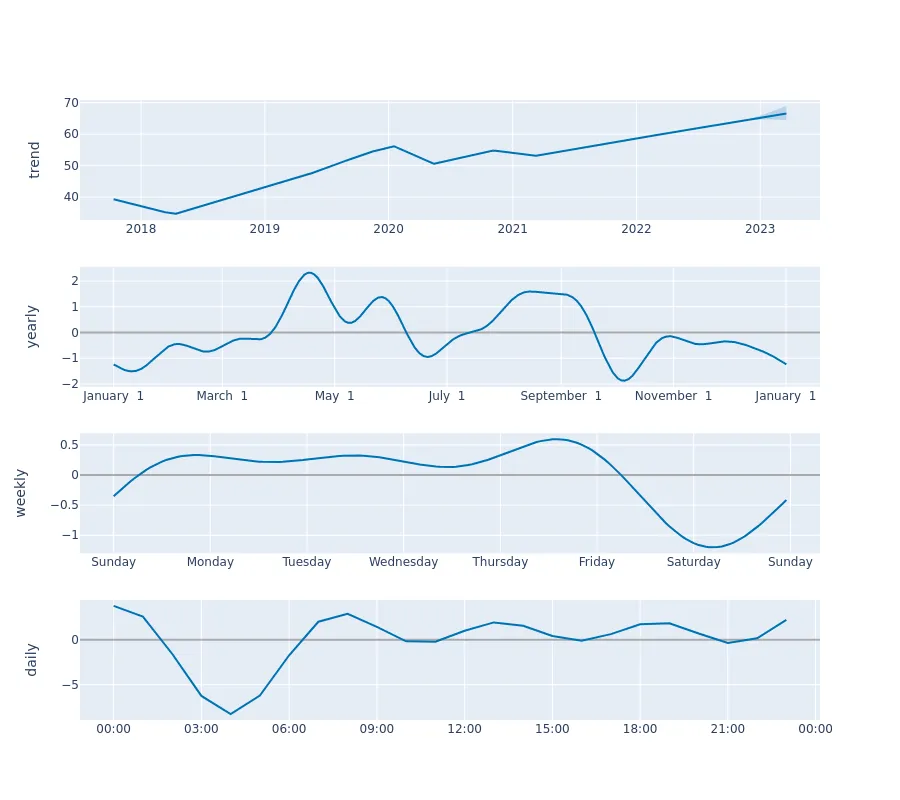 trend
70
60
50
40
2018 2019 2020 2021 2022 2023
yearly
2
1
0
−1
−2
January 1 March 1 May 1 July 1 September 1 November 1 January 1
weekly
0.5
0
−0.5
−1
Sunday Monday Tuesday Wednesday Thursday Friday Saturday Sunday
daily
0
−5
00:00 03:00 06:00 09:00 12:00 15:00 18:00 21:00 00:00